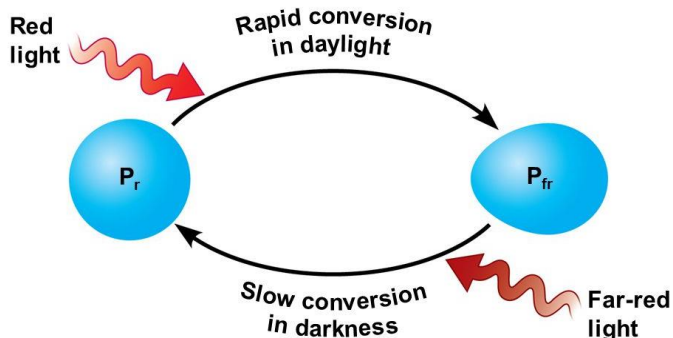 Red
light
Rapid conversion
in daylight
Pr
Pfr
Slow conversion
in darkness
Far-red
light